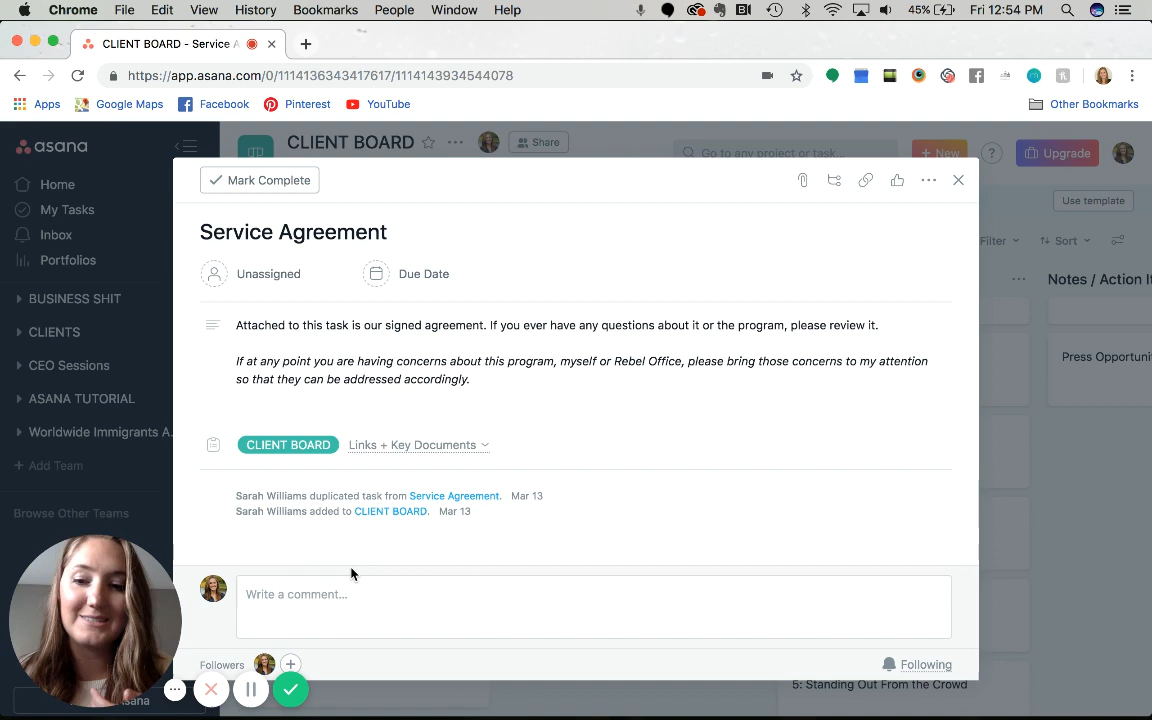 Chrome File Edit View History Bookmarks People Window Help 45% Fri 12:54 PM
CLIENT BOARD - Service A
https://app.asana.com/0/1114136343417617/1114143934544078
Apps Google Maps Facebook Pinterest YouTube Other Bookmarks
asana
CLIENT BOARD
Share
Go to any project or task...
+ New
?
Upgrade
Home
My Tasks
Inbox
Portfolios
BUSINESS SHIT
CLIENTS
CEO Sessions
ASANA TUTORIAL
Worldwide Immigrants A.
+ Add Team
Browse Other Teams
asana
Use template
Filter
Sort
Notes / Action It
Press Opportuni
Mark Complete
Service Agreement
Unassigned
Due Date
Attached to this task is our signed agreement. If you ever have any questions about it or the program, please review it.
If at any point you are having concerns about this program, myself or Rebel Office, please bring those concerns to my attention
so that they can be addressed accordingly.
CLIENT BOARD Links + Key Documents
Sarah Williams duplicated task from Service Agreement. Mar 13
Sarah Williams added to CLIENT BOARD. Mar 13
Write a comment...
Followers
Following
5: Standing Out From the Crowd